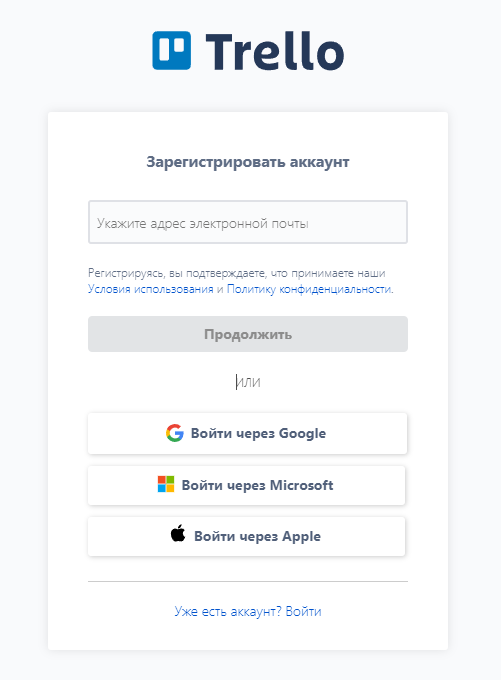 Trello
Зарегистрировать аккаунт
Укажите адрес электронной почты
Регистрируясь, вы подтверждаете, что принимаете наши
Условия использования и Политику конфиденциальности.
Продолжить
ИЛИ
Войти через Google
Войти через Microsoft
Войти через Apple
Уже есть аккаунт? Войти